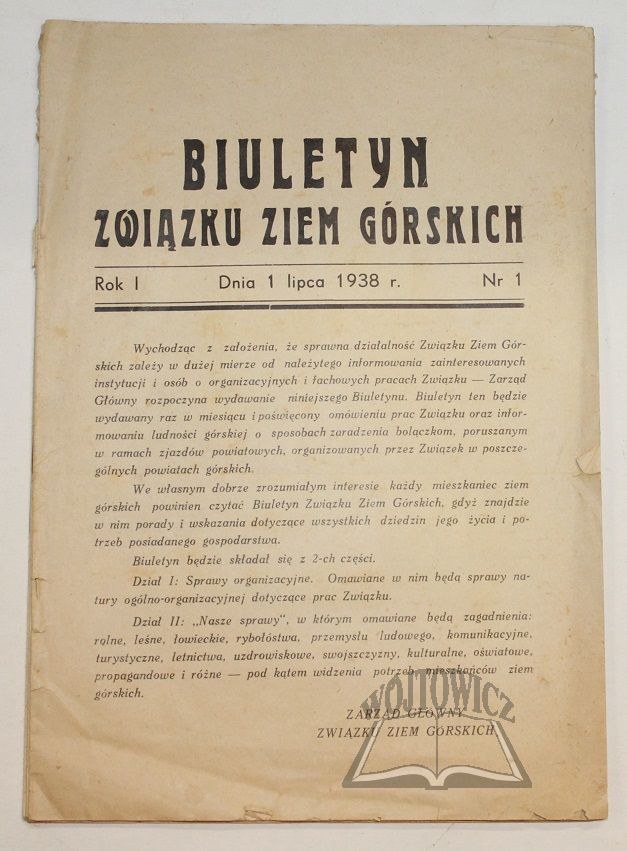 BIULETYN
ZWIĄZKU ZIEM GÓRSKICH
Rok I Dnia 1 lipca 1938 r. Nr 1
Wychodząc z założenia, że sprawna działalność Związku Ziem Gór-
skich zależy w dużej mierze od należytego informowania zainteresowanych
instytucji i osób o organizacyjnych i fachowych pracach Związku — Zarząd
Główny rozpoczyna wydawanie niniejszego Biuletynu. Biuletyn ten będzie
wydawany raz w miesiącu i poświęcony omówieniu prac Związku oraz infor-
mowaniu ludności górskiej o sposobach zaradzenia bolączkom, poruszanym
w ramach zjazdów powiatowych, organizowanych przez Związek w poszcze-
gólnych powiatach górskich.
We własnym dobrze zrozumiałym interesie każdy mieszkaniec ziem
górskich powinien czytać Biuletyn Związku Ziem Górskich, gdyż znajdzie
w nim porady i wskazania dotyczące wszystkich dziedzin jego życia i po-
trzeb posiadanego gospodarstwa.
Biuletyn będzie składał się z 2-ch części.
Dział I: Sprawy organizacyjne. Omawiane w nim będą sprawy na-
tury ogólno-organizacyjnej dotyczące prac Związku.
Dział II: „Nasze sprawy", w którym omawiane będą zagadnienia:
rolne, leśne, łowieckie, rybołóstwa, przemysłu ludowego, komunikacyjne,
turystyczne, letnictwa, uzdrowiskowe, swojszczyzny, kulturalne, oświatowe,
propagandowe i różne — pod kątem widzenia potrzeb mieszkańców ziem
górskich.
WÓJTOWICZ
ZARZĄD GŁÓWNY
ZWIĄZKU ZIEM GÓRSKICH